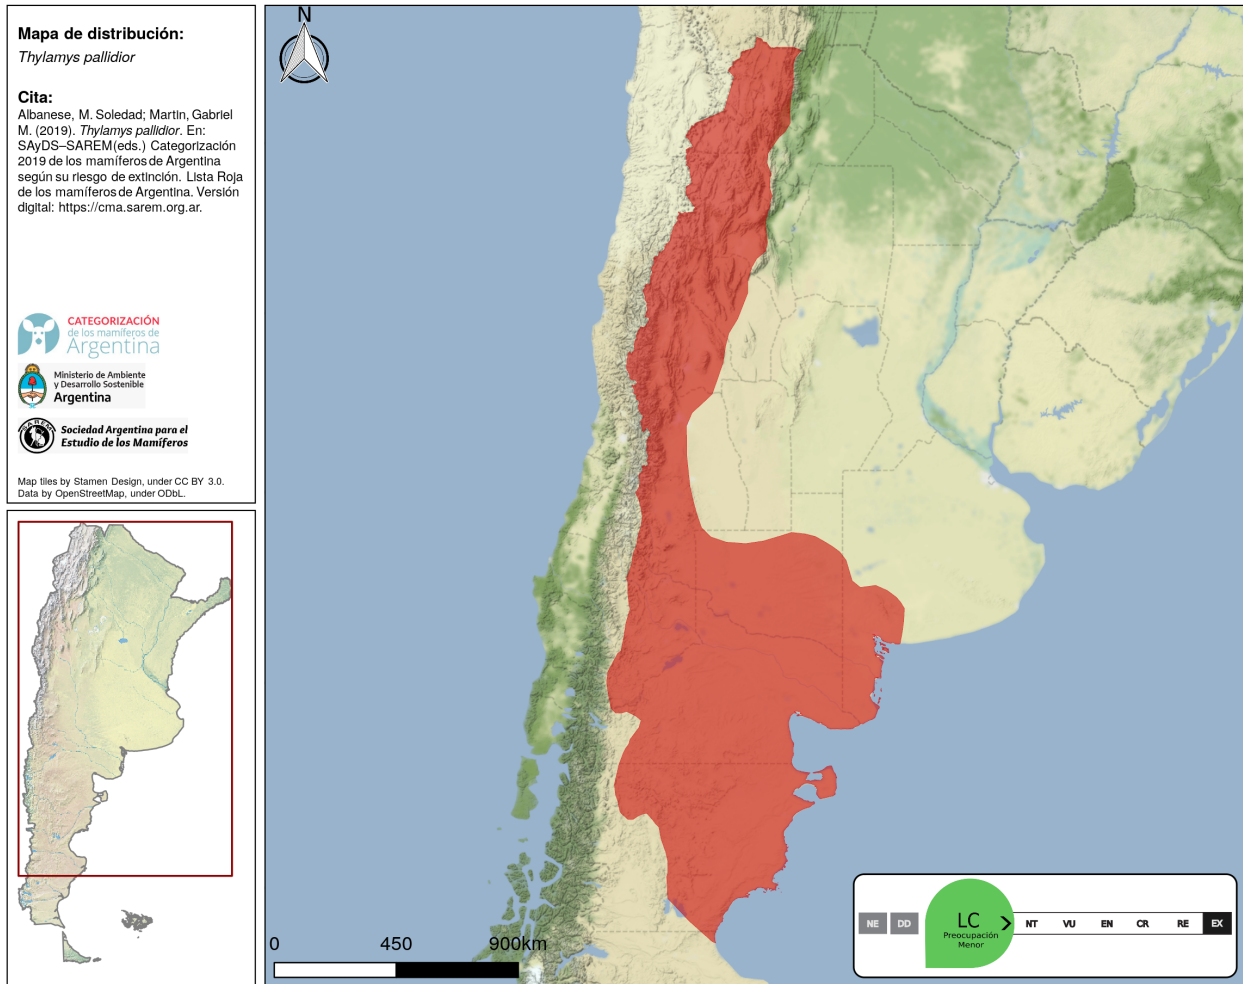 Mapa de distribución:
Thylamys pallidior
Cita:
Albanese, M. Soledad; Martin, Gabriel
M. (2019). Thylamys pallidior. En:
SAyDS–SAREM(eds.) Categorización
2019 de los mamíferos de Argentina
según su riesgo de extinción. Lista Roja
de los mamíferos de Argentina. Versión
digital: https://cma.sarem.org.ar.
CATEGORIZACIÓN
de los mamíferos de
Argentina
Ministerio de Ambiente
y Desarrollo Sostenible
Argentina
SAREM
Sociedad Argentina para el
Estudio de los Mamíferos
Map tiles by Stamen Design, under CC BY 3.0.
Data by OpenStreetMap, under ODbL.
N
0 450 900km
NE DD LC NT VU EN CR RE EX
Preocupación
Menor